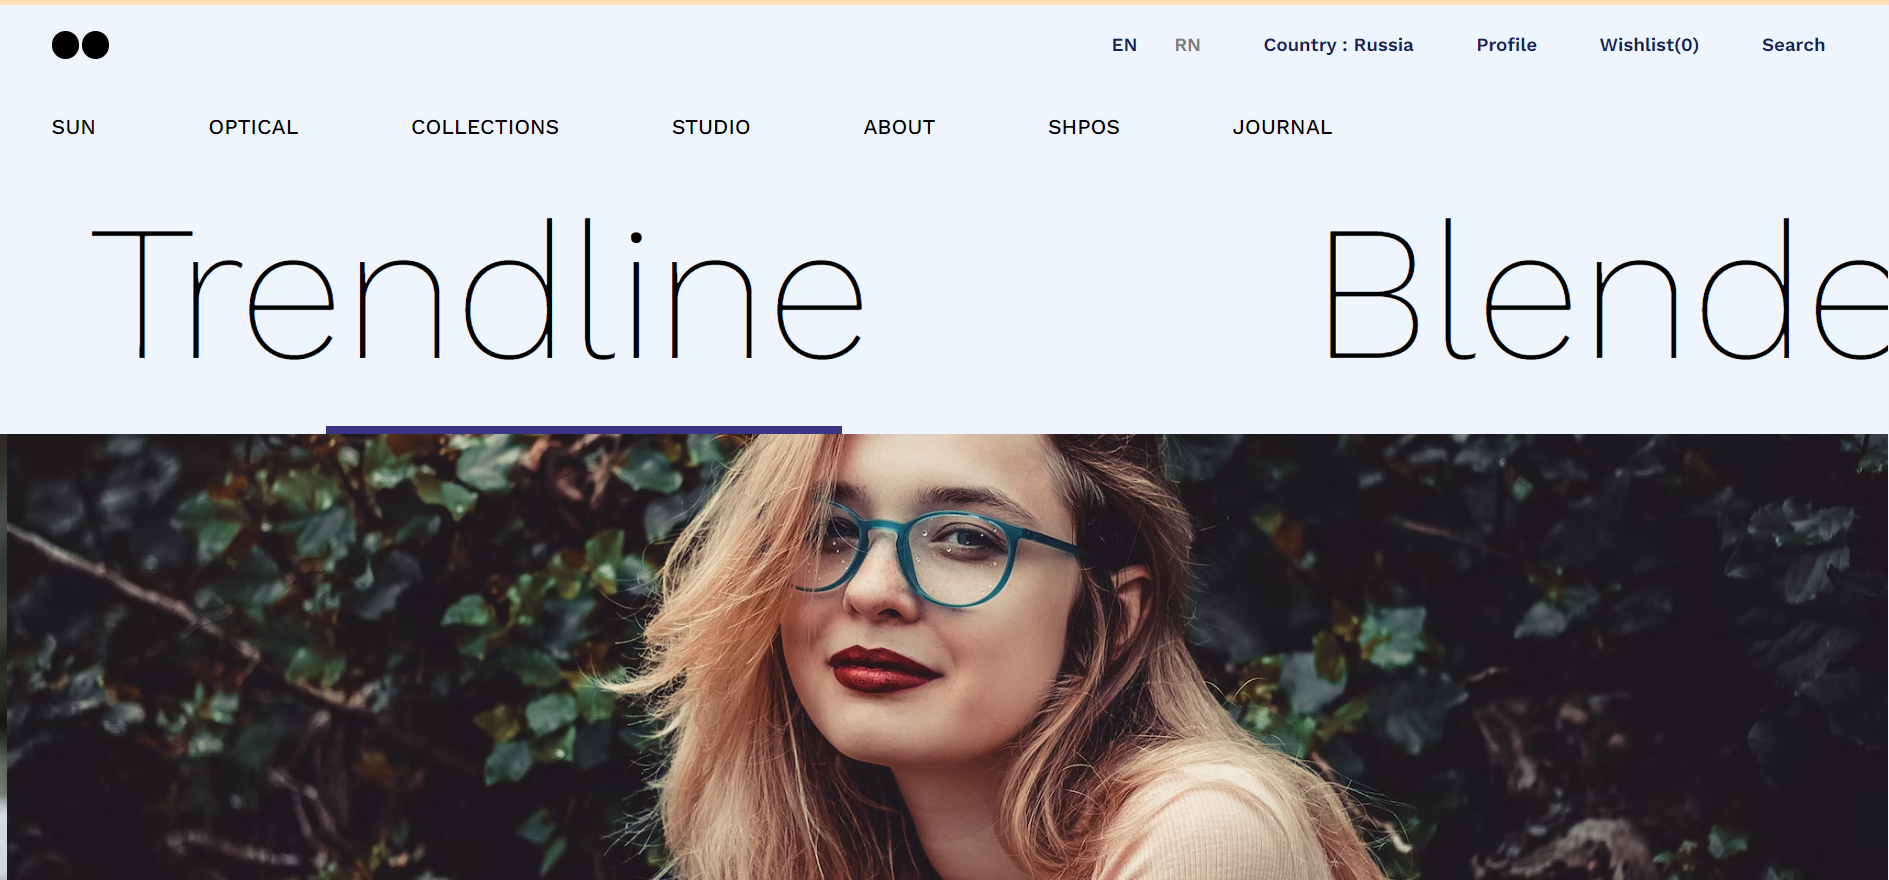 EN RN Country : Russia Profile Wishlist(0) Search
SUN OPTICAL COLLECTIONS STUDIO ABOUT SHPOS JOURNAL
Trendline Blende